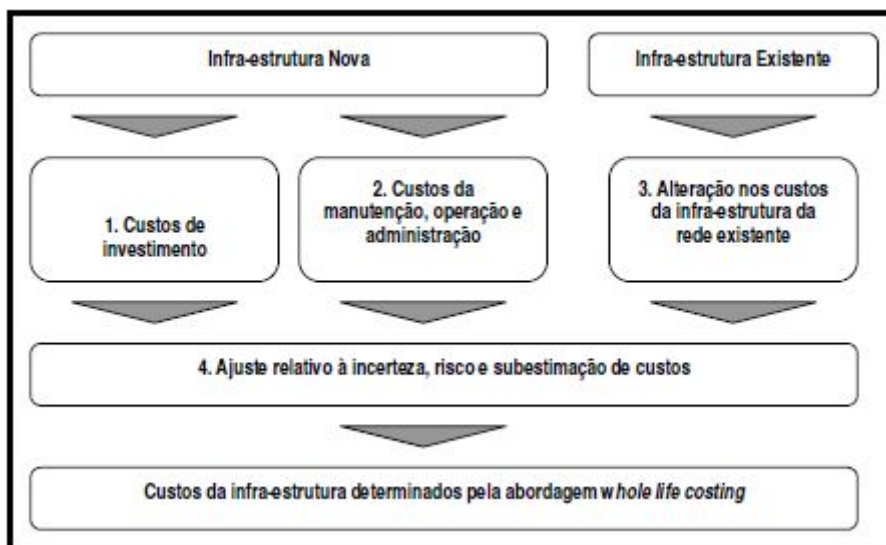 Infra-estrutura Nova
Infra-estrutura Existente
1. Custos de
investimento
2. Custos da
manutenção, operação e
administração
3. Alteração nos custos
da infra-estrutura da
rede existente
4. Ajuste relativo à incerteza, risco e subestimação de custos
Custos da infra-estrutura determinados pela abordagem whole life costing